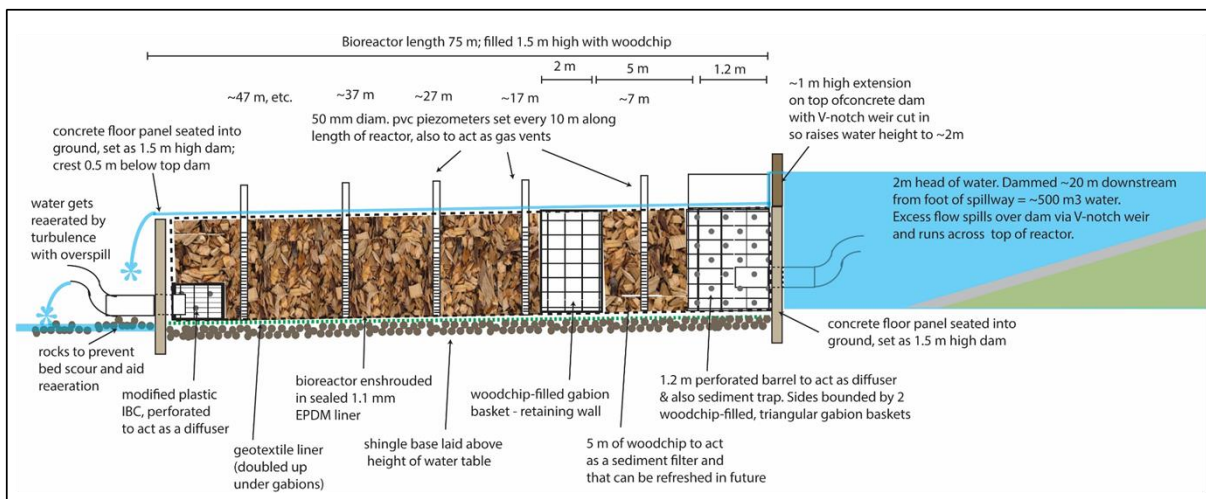 Bioreactor length 75 m; filled 1.5 m high with woodchip
2 m
5 m
1.2 m
~47 m, etc.
~37 m
~27 m
~17 m
~7 m
50 mm diam. pvc piezometers set every 10 m along
length of reactor, also to act as gas vents
~1 m high extension
on top ofconcrete dam
with V-notch weir cut in
so raises water height to ~2m
concrete floor panel seated into
ground, set as 1.5 m high dam;
crest 0.5 m below top dam
water gets
reaerated by
turbulence
with overspill
2m head of water. Dammed ~20 m downstream
from foot of spillway = ~500 m3 water.
Excess flow spills over dam via V-notch weir
and runs across top of reactor.
rocks to prevent
bed scour and aid
reaeration
modified plastic
IBC, perforated
to act as a diffuser
geotextile liner
(doubled up
under gabions)
bioreactor enshrouded
in sealed 1.1 mm
EPDM liner
shingle base laid above
height of water table
woodchip-filled gabion
basket - retaining wall
5 m of woodchip to act
as a sediment filter and
that can be refreshed in future
1.2 m perforated barrel to act as diffuser
& also sediment trap. Sides bounded by 2
woodchip-filled, triangular gabion baskets
concrete floor panel seated into
ground, set as 1.5 m high dam